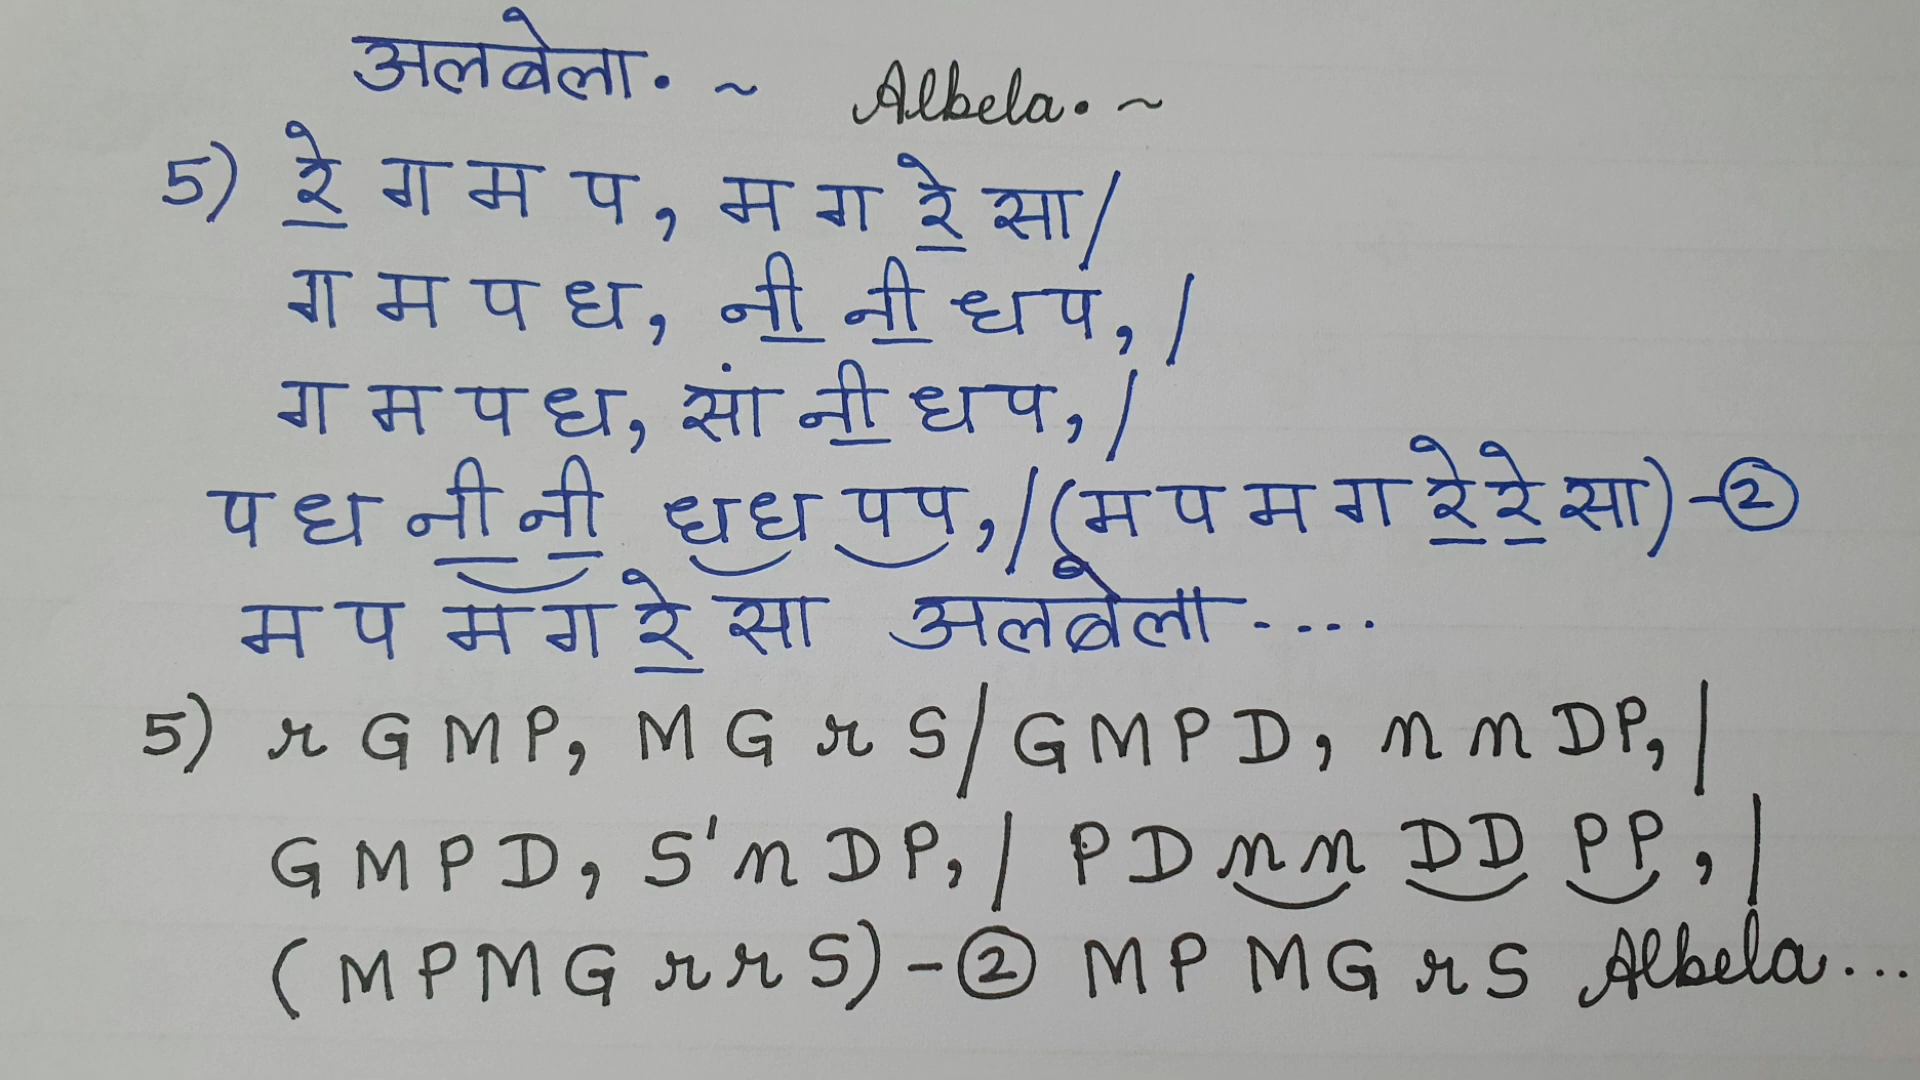 अलबेला. ~ Albela. ~
5) रे॒ ग म प, म ग रे॒ सा/
ग म प ध, नी॒ नी॒ ध प, /
ग म प ध, सां नी॒ ध प, /
प ध नी॒ नी॒ ध ध प प, / (म प म ग रे॒ रे॒ सा) - ②
म प म ग रे॒ सा अलबेला ....
5) r G M P, M G r S / G M P D, n n D P, /
G M P D, S' n D P, / P D n n D D P P, /
(M P M G r r S) - ② M P M G r S Albela ...